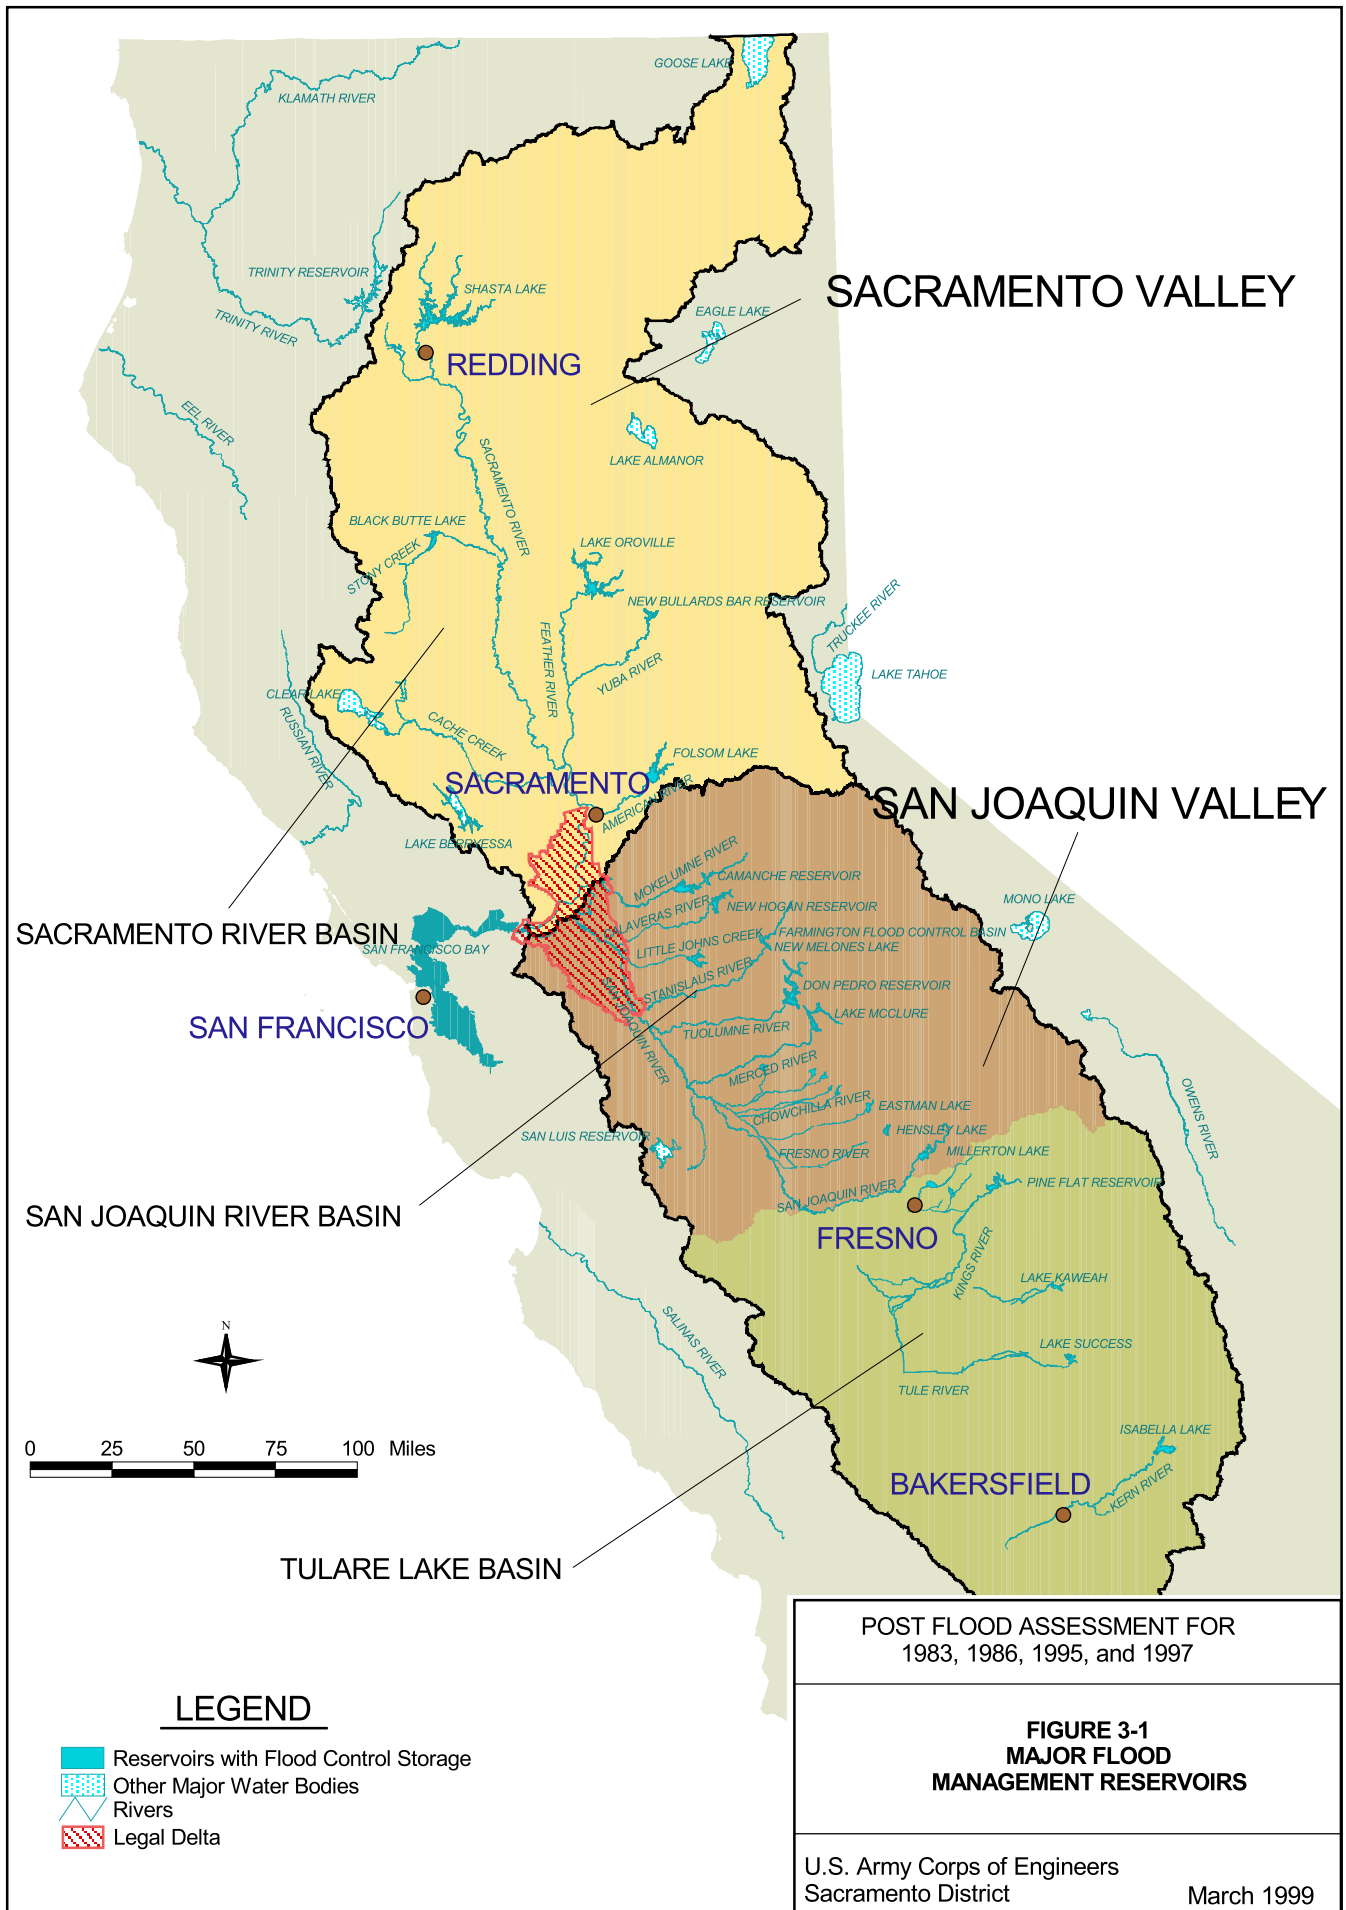 GOOSE LAKE
KLAMATH RIVER
TRINITY RESERVOIR
SHASTA LAKE
SACRAMENTO VALLEY
TRINITY RIVER
EAGLE LAKE
REDDING
EEL RIVER
LAKE ALMANOR
SACRAMENTO RIVER
BLACK BUTTE LAKE
LAKE OROVILLE
STONY CREEK
NEW BULLARDS BAR RESERVOIR
TRUCKEE RIVER
FEATHER RIVER
YUBA RIVER
LAKE TAHOE
CLEAR LAKE
RUSSIAN RIVER
CACHE CREEK
FOLSOM LAKE
SACRAMENTO
AMERICAN RIVER
SAN JOAQUIN VALLEY
LAKE BERRYESSA
MOKELUMNE RIVER
CAMANCHE RESERVOIR
MONO LAKE
SACRAMENTO RIVER BASIN
CALAVERAS RIVER
NEW HOGAN RESERVOIR
SAN FRANCISCO BAY
LITTLE JOHNS CREEK
FARMINGTON FLOOD CONTROL BASIN
NEW MELONES LAKE
STANISLAUS RIVER
DON PEDRO RESERVOIR
SAN FRANCISCO
SAN JOAQUIN RIVER
TUOLUMNE RIVER
LAKE MCCLURE
MERCED RIVER
OWENS RIVER
CHOWCHILLA RIVER
EASTMAN LAKE
SAN LUIS RESERVOIR
HENSLEY LAKE
FRESNO RIVER
MILLERTON LAKE
PINE FLAT RESERVOIR
SAN JOAQUIN RIVER
SAN JOAQUIN RIVER BASIN
FRESNO
KINGS RIVER
LAKE KAWEAH
SALINAS RIVER
LAKE SUCCESS
TULE RIVER
N
0 25 50 75 100 Miles
ISABELLA LAKE
BAKERSFIELD
KERN RIVER
TULARE LAKE BASIN
LEGEND
Reservoirs with Flood Control Storage
Other Major Water Bodies
Rivers
Legal Delta
POST FLOOD ASSESSMENT FOR
1983, 1986, 1995, and 1997
FIGURE 3-1
MAJOR FLOOD
MANAGEMENT RESERVOIRS
U.S. Army Corps of Engineers
Sacramento District
March 1999